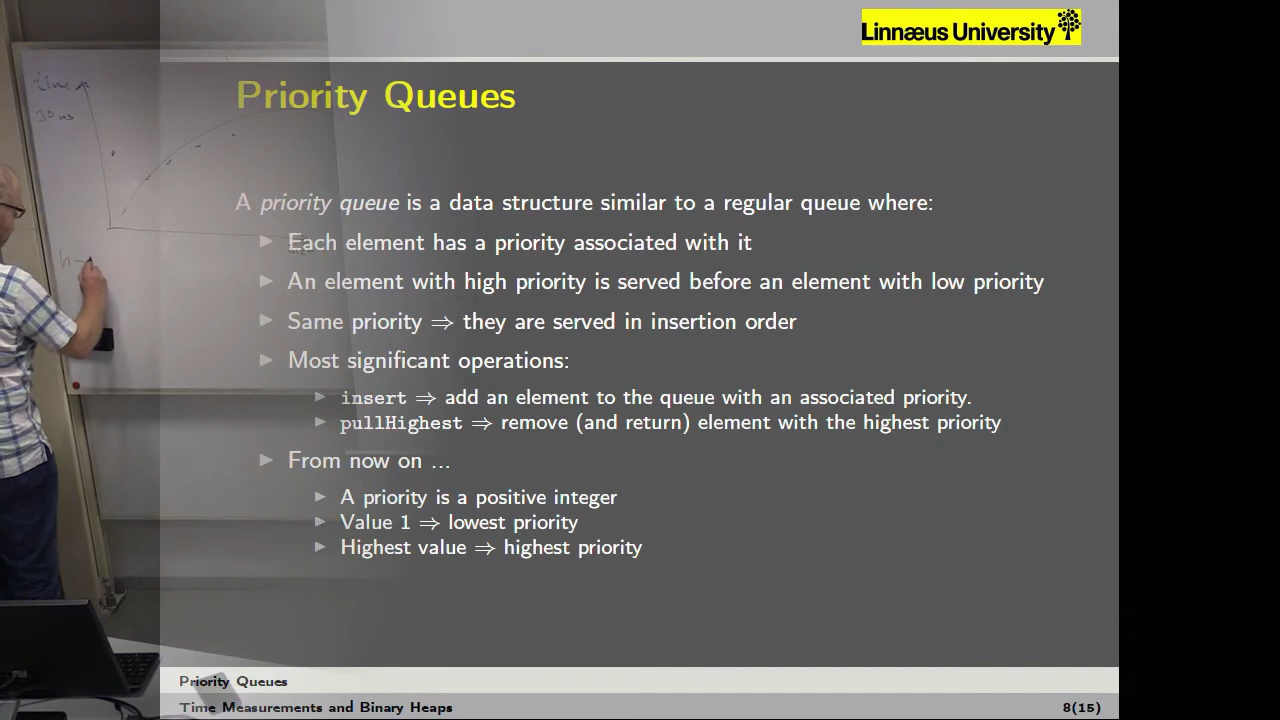 Linnæus University
Priority Queues
time
30 ns
A priority queue is a data structure similar to a regular queue where:
▶ Each element has a priority associated with it
▶ An element with high priority is served before an element with low priority
▶ Same priority ⇒ they are served in insertion order
▶ Most significant operations:
▶ insert ⇒ add an element to the queue with an associated priority.
▶ pullHighest ⇒ remove (and return) element with the highest priority
▶ From now on ...
▶ A priority is a positive integer
▶ Value 1 ⇒ lowest priority
▶ Highest value ⇒ highest priority
Priority Queues
Time Measurements and Binary Heaps
8(15)